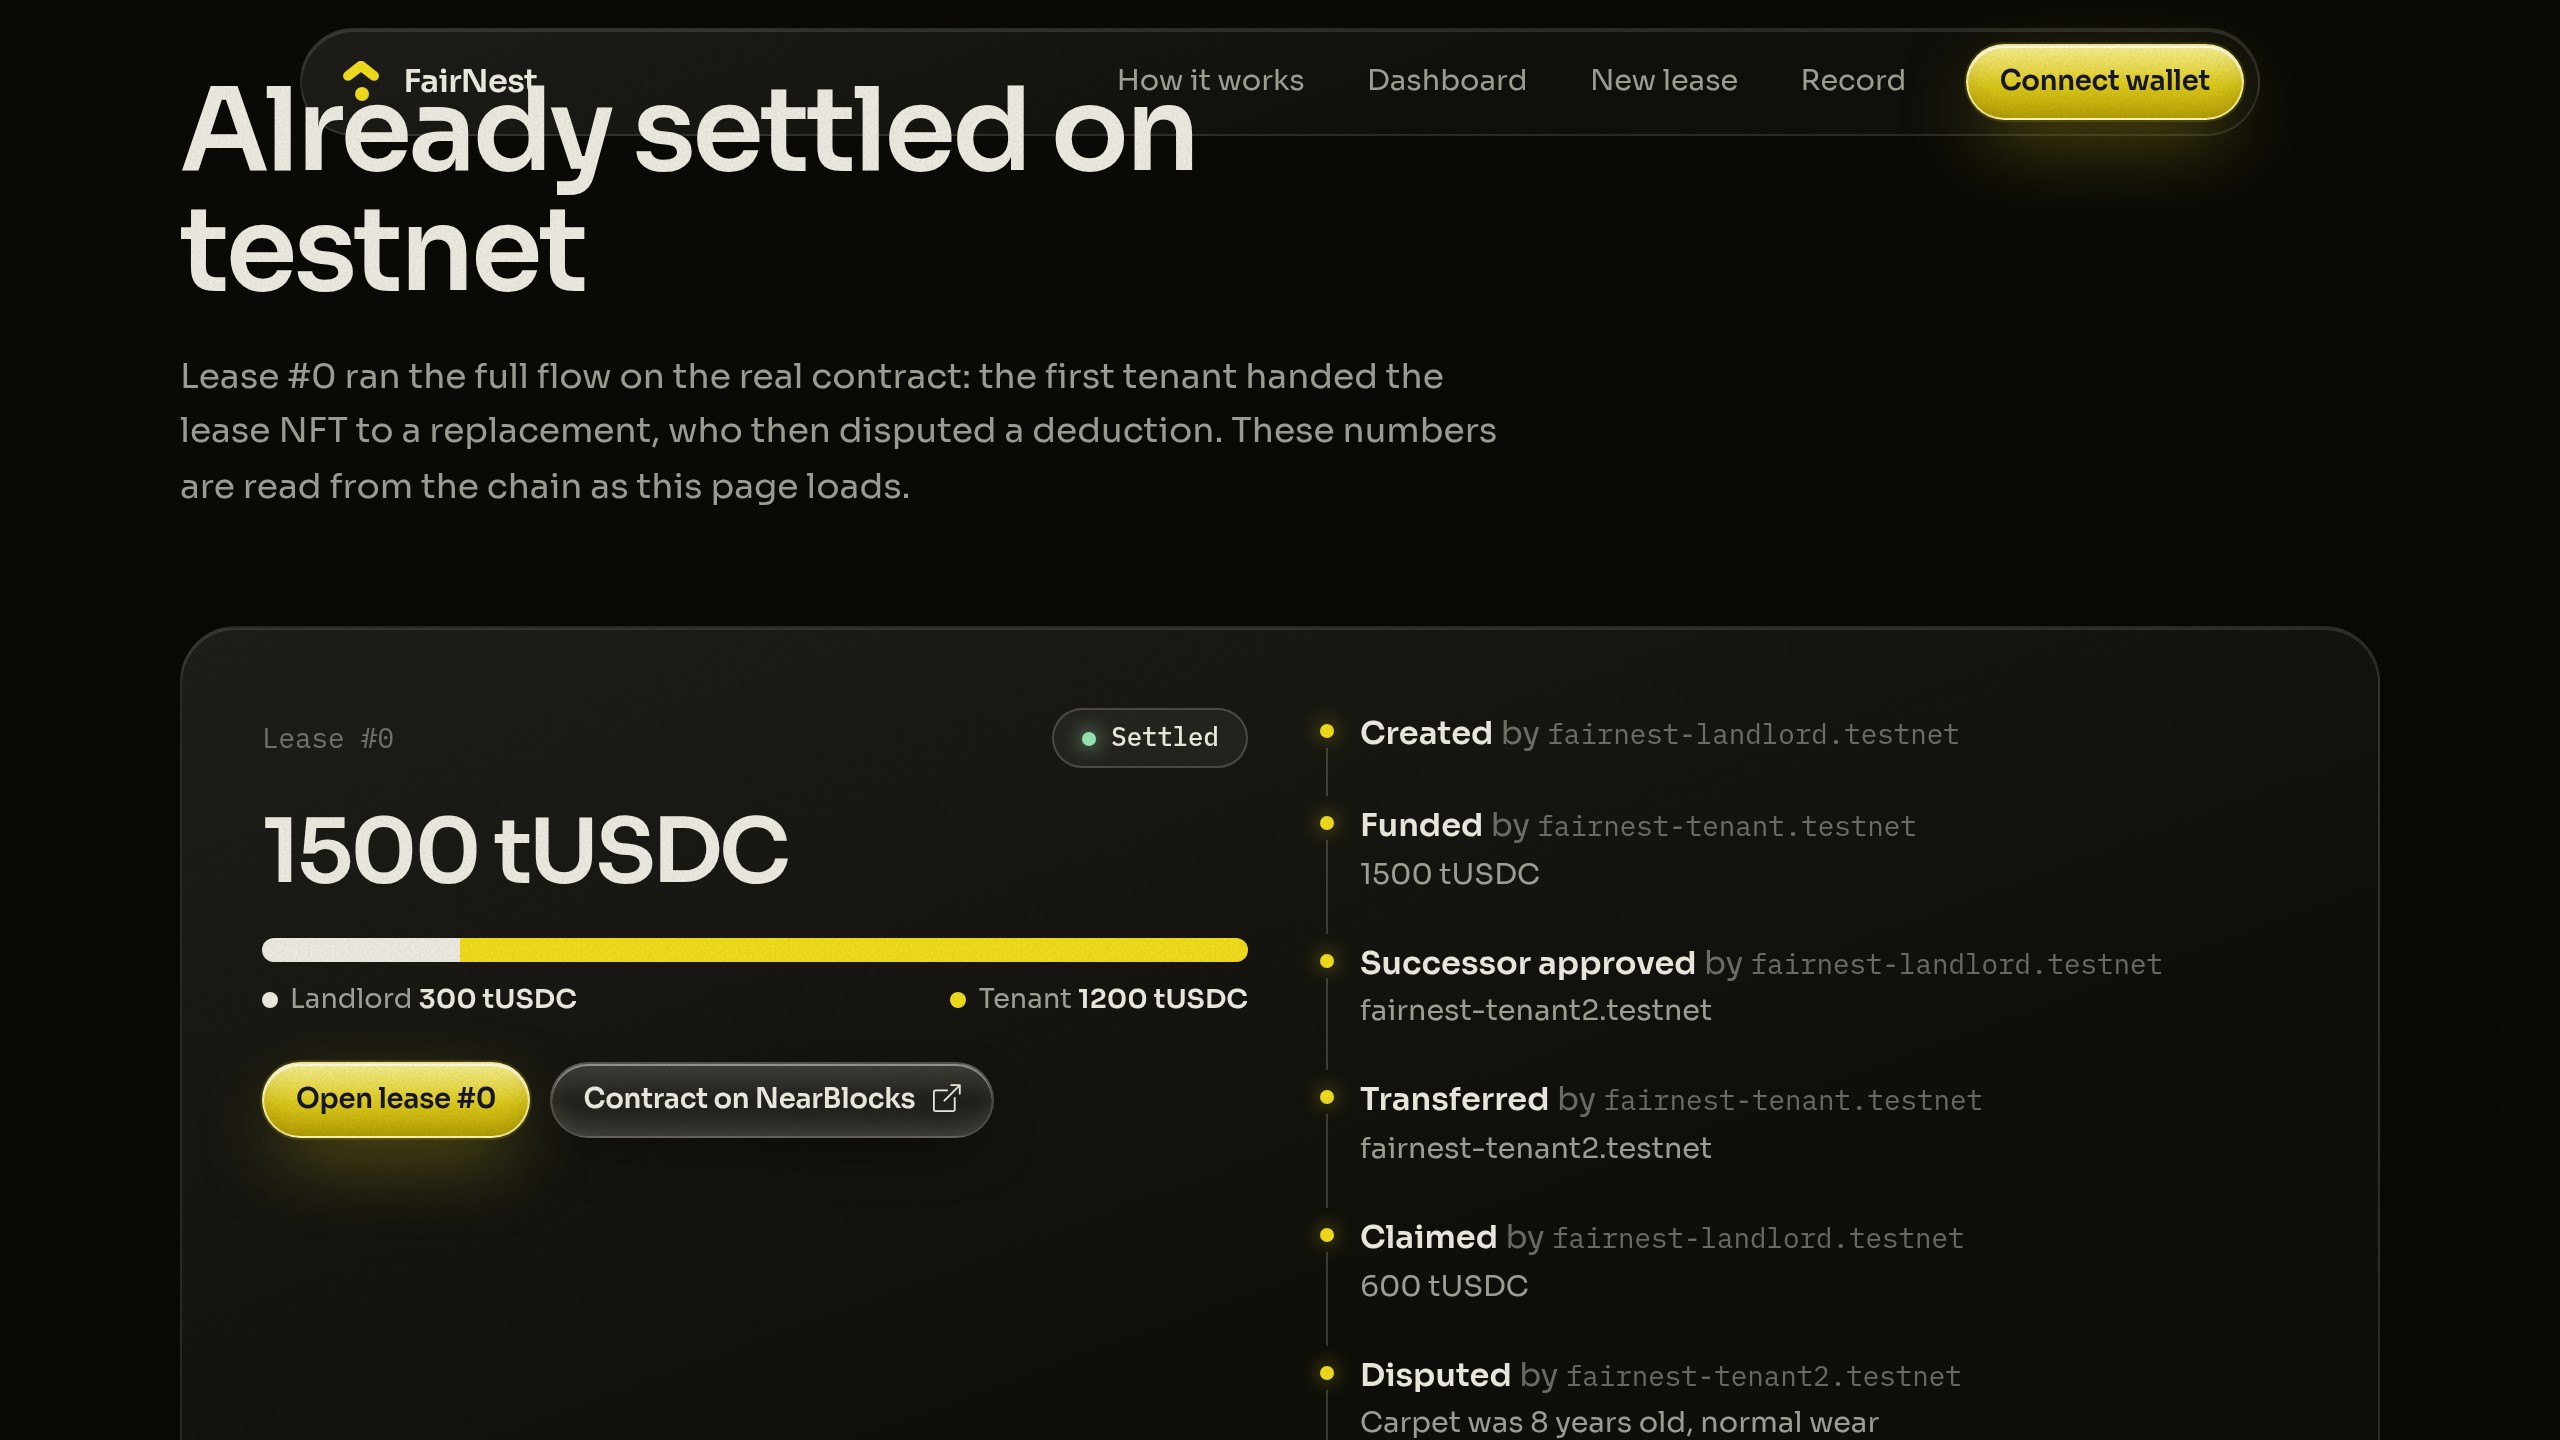 FairNest
How it works
Dashboard
New lease
Record
Connect wallet
Already settled on
testnet
Lease #0 ran the full flow on the real contract: the first tenant handed the
lease NFT to a replacement, who then disputed a deduction. These numbers
are read from the chain as this page loads.
Lease #0
Settled
1500 tUSDC
Landlord 300 tUSDC
Tenant 1200 tUSDC
Open lease #0
Contract on NearBlocks
Created by fairnest-landlord.testnet
Funded by fairnest-tenant.testnet
1500 tUSDC
Successor approved by fairnest-landlord.testnet
fairnest-tenant2.testnet
Transferred by fairnest-tenant.testnet
fairnest-tenant2.testnet
Claimed by fairnest-landlord.testnet
600 tUSDC
Disputed by fairnest-tenant2.testnet
Carpet was 8 years old, normal wear